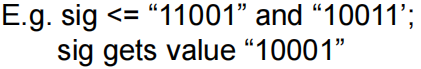 E.g. sig <= “11001” and “10011’;
sig gets value “10001”